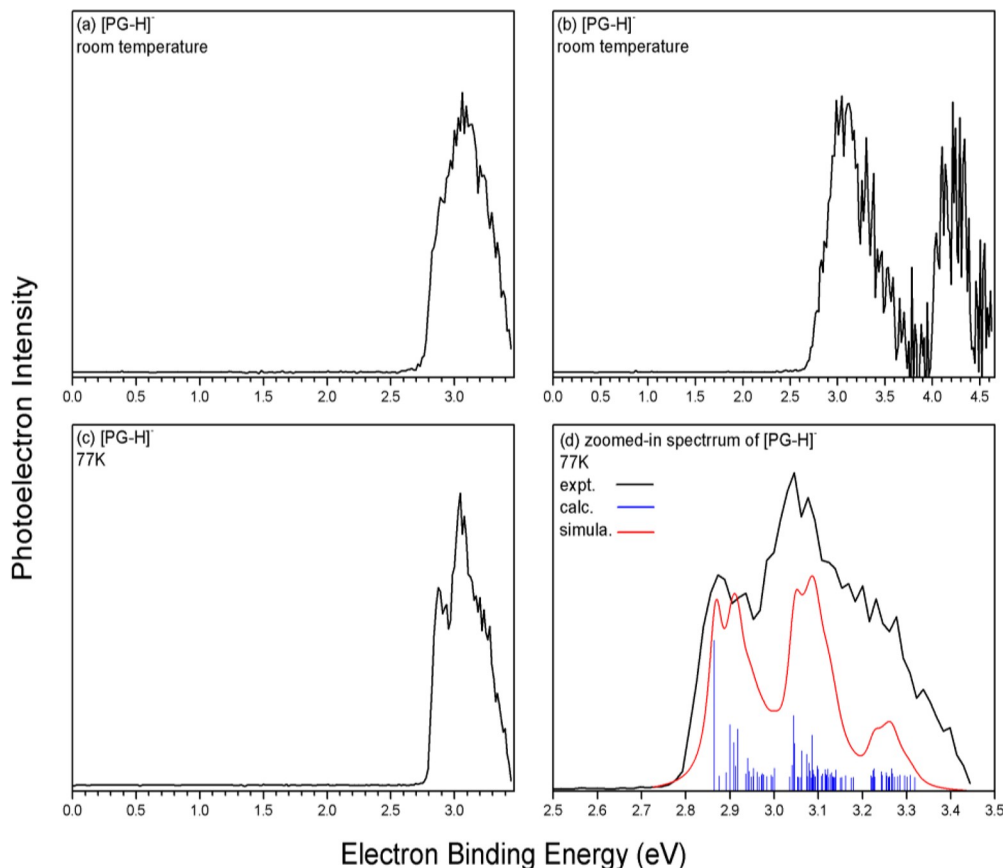 (a) [PG-H]-
room temperature
(b) [PG-H]-
room temperature
0.0 0.5 1.0 1.5 2.0 2.5 3.0
0.0 0.5 1.0 1.5 2.0 2.5 3.0 3.5 4.0 4.5
Photoelectron Intensity
(c) [PG-H]-
77K
(d) zoomed-in spectrrum of [PG-H]-
77K
expt.
calc.
simula.
0.0 0.5 1.0 1.5 2.0 2.5 3.0
2.5 2.6 2.7 2.8 2.9 3.0 3.1 3.2 3.3 3.4 3.5
Electron Binding Energy (eV)